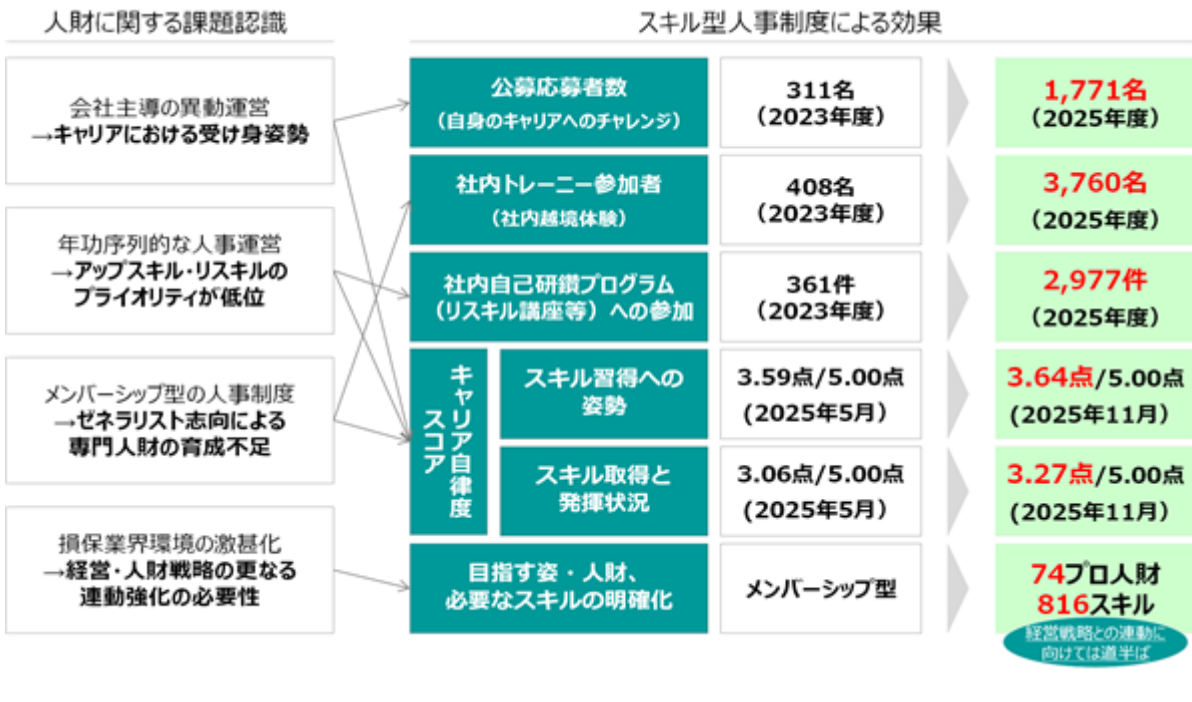 人財に関する課題認識
会社主導の異動運営
→キャリアにおける受け身姿勢
年功序列的な人事運営
→アップスキル・リスキルの
プライオリティが低位
メンバーシップ型の人事制度
→ゼネラリスト志向による
専門人財の育成不足
損保業界環境の激甚化
→経営・人財戦略の更なる
連動強化の必要性
スキル型人事制度による効果
公募応募者数
（自身のキャリアへのチャレンジ）
311名
（2023年度）
1,771名
（2025年度）
社内トレーニー参加者
（社内越境体験）
408名
（2023年度）
3,760名
（2025年度）
社内自己研鑽プログラム
（リスキル講座等）への参加
361件
（2023年度）
2,977件
（2025年度）
キャリア自律度
スコア
スキル習得への
姿勢
3.59点/5.00点
(2025年5月）
3.64点/5.00点
(2025年11月）
スキル取得と
発揮状況
3.06点/5.00点
(2025年5月）
3.27点/5.00点
(2025年11月）
目指す姿・人財、
必要なスキルの明確化
メンバーシップ型
74プロ人財
816スキル
経営戦略との連動に
向けては道半ば